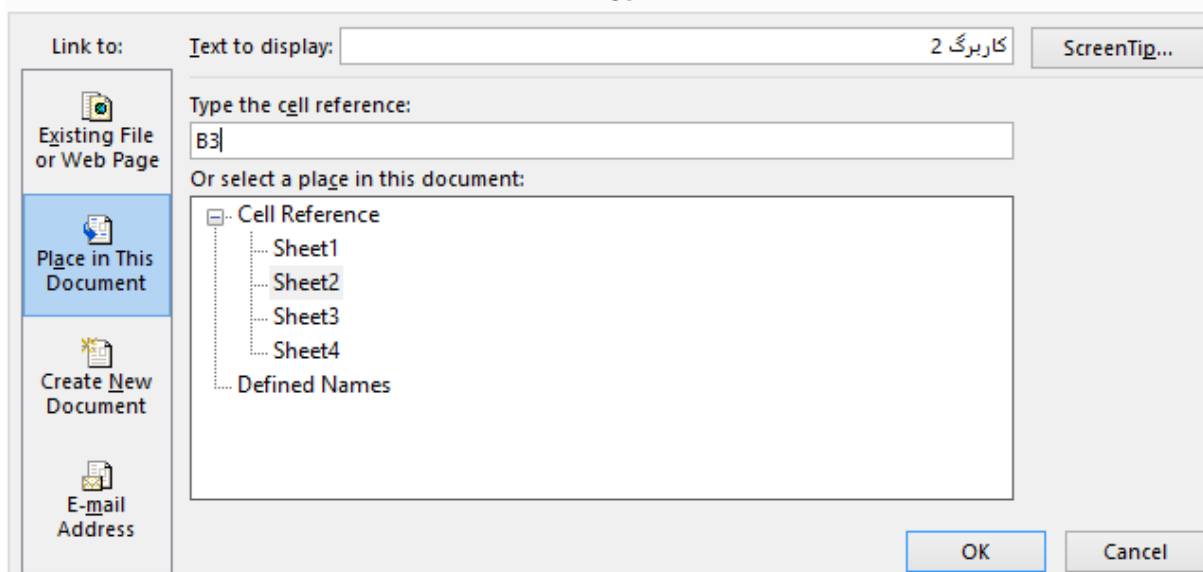 Link to:
Text to display:
کاربرگ 2
ScreenTip...
Existing File
or Web Page
Place in This
Document
Create New
Document
E-mail
Address
Type the cell reference:
B3
Or select a place in this document:
Cell Reference
Sheet1
Sheet2
Sheet3
Sheet4
Defined Names
OK
Cancel